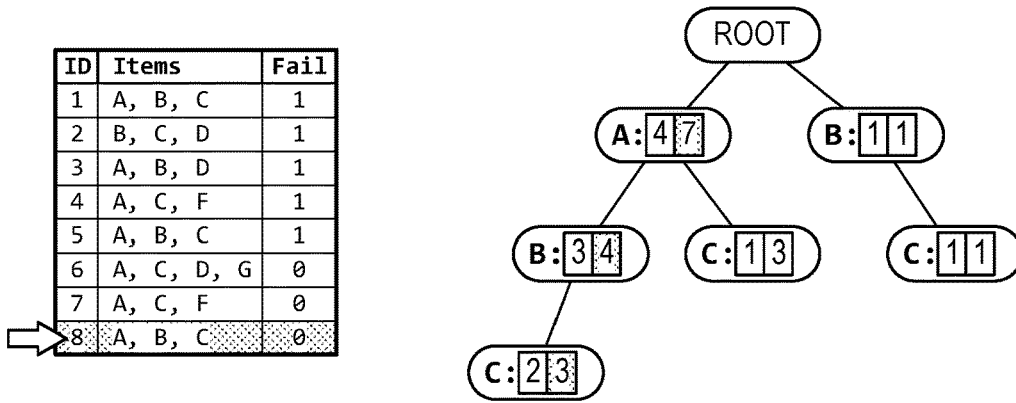 ID Items Fail
1 A, B, C 1
2 B, C, D 1
3 A, B, D 1
4 A, C, F 1
5 A, B, C 1
6 A, C, D, G 0
7 A, C, F 0
8 A, B, C 0
ROOT
A: 4 7 B: 1 1
B: 3 4 C: 1 3 C: 1 1
C: 2 3